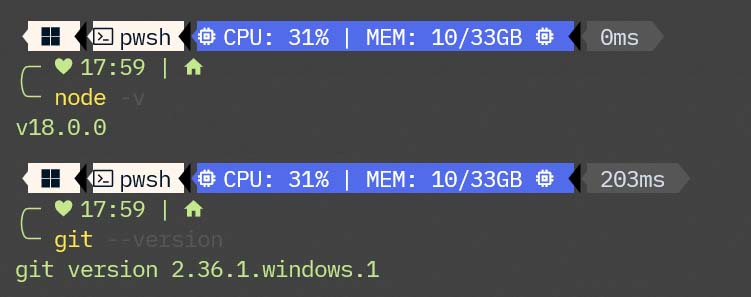 pwsh CPU: 31% | MEM: 10/33GB 0ms
17:59 |
node -v
v18.0.0
pwsh CPU: 31% | MEM: 10/33GB 203ms
17:59 |
git --version
git version 2.36.1.windows.1